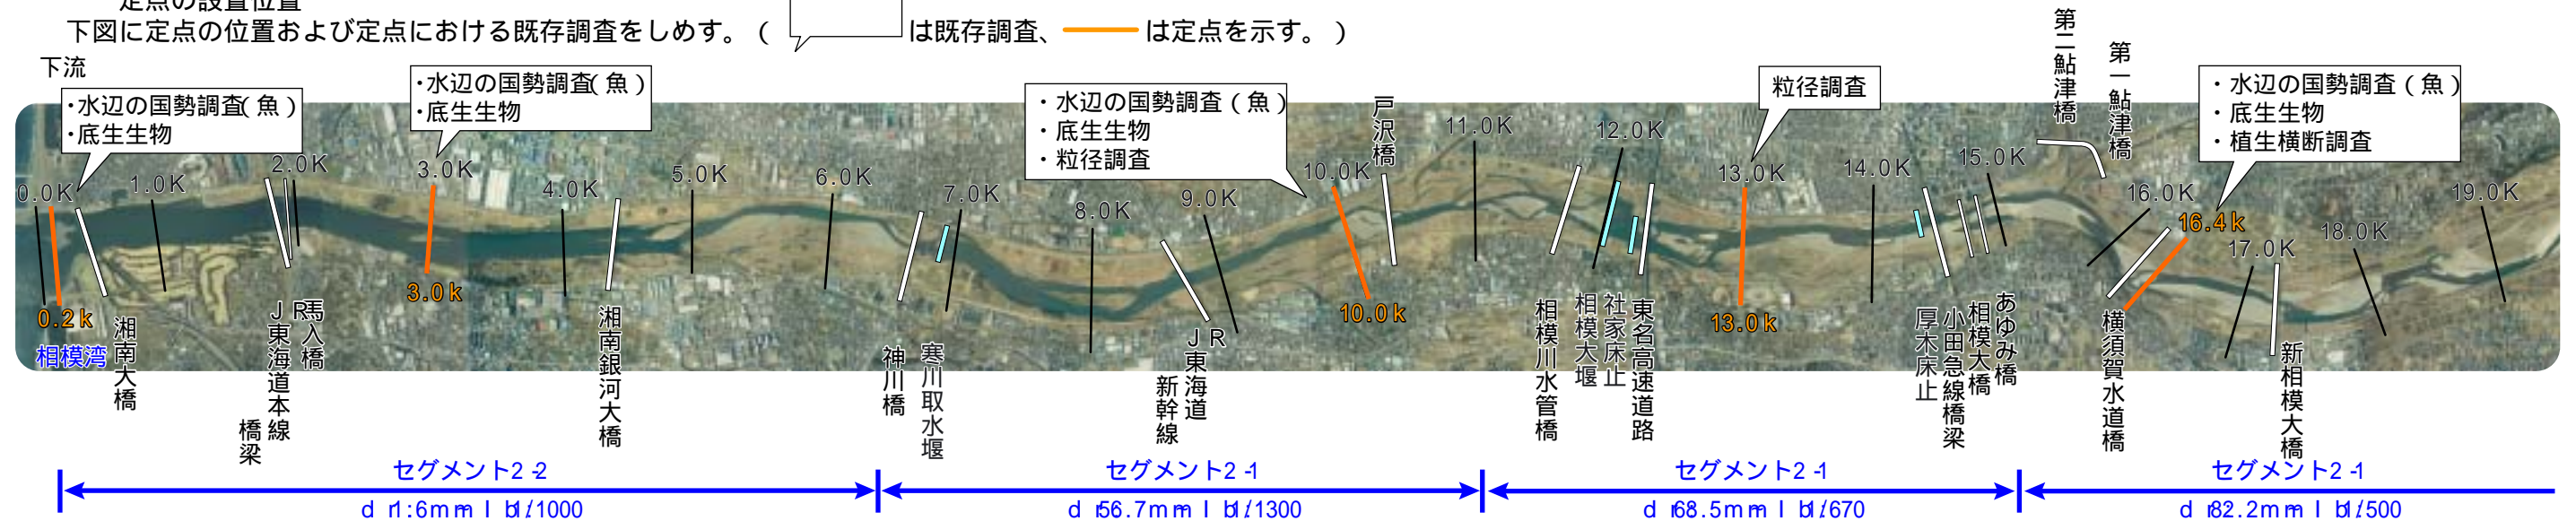 定点の設置位置
下図に定点の位置および定点における既存調査をしめす。(
は既存調査、
は定点を示す。)
下流
・水辺の国勢調査(魚)
・底生生物
・水辺の国勢調査(魚)
・底生生物
・水辺の国勢調査(魚)
・底生生物
・粒径調査
粒径調査
・水辺の国勢調査(魚)
・底生生物
・植生横断調査
第二鮎津橋
第一鮎津橋
戸沢橋
0.0K
1.0K
2.0K
3.0K
4.0K
5.0K
6.0K
7.0K
8.0K
9.0K
10.0K
11.0K
12.0K
13.0K
14.0K
15.0K
16.0K
16.4k
17.0K
18.0K
19.0K
0.2k
3.0k
10.0k
13.0k
相模湾
湘南大橋
JR東海道本線
橋梁
馬入橋
湘南銀河大橋
神川橋
寒川取水堰
JR
東海道
新幹線
相模川水管橋
相模大堰
社家床止
東名高速道路
厚木床止
小田急線橋梁
相模大橋
あゆみ橋
横須賀水道橋
新相模大橋
セグメント2-2
セグメント2-1
セグメント2-1
セグメント2-1
dr1:6mm Ib1/1000
dr56.7mm Ib1/1300
dr68.5mm Ib1/670
dr82.2mm Ib1/500